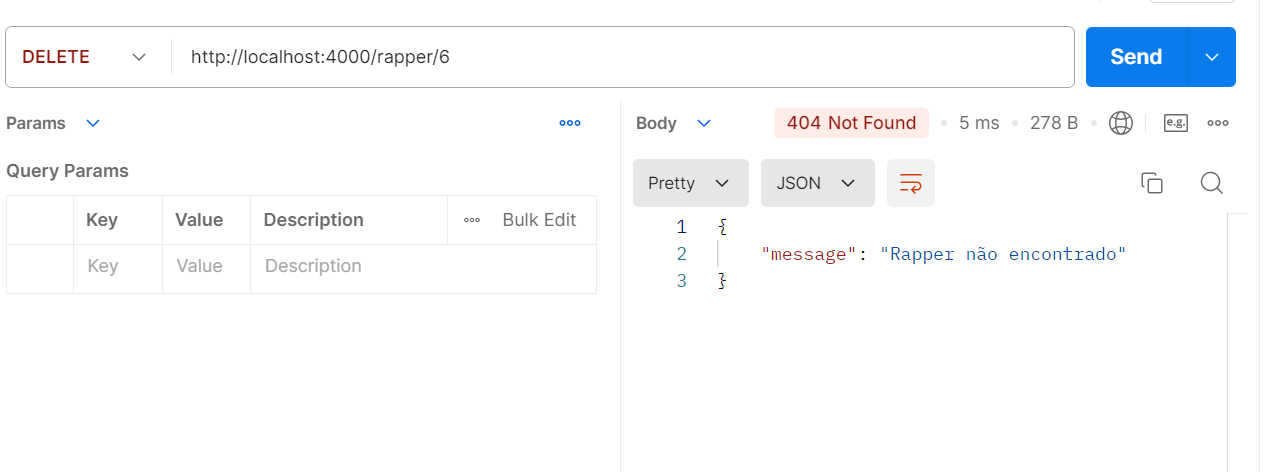 DELETE http://localhost:4000/rapper/6 Send
Params
Body 404 Not Found 5 ms 278 B e.g.
Query Params
Pretty JSON
Key Value Description Bulk Edit
Key Value Description
1 {
2 "message": "Rapper não encontrado"
3 }